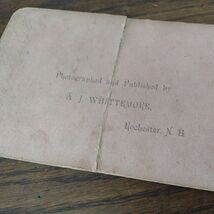 Photographed and Published by
A J WHITTEMORE,
Rochester, N H